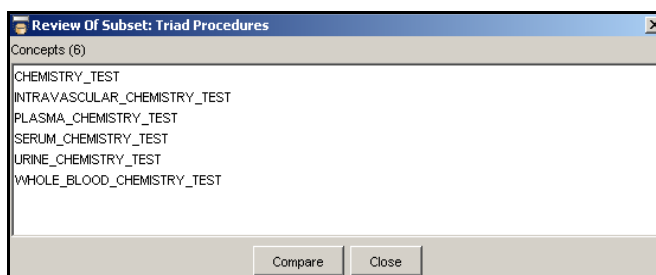 Review Of Subset: Triad Procedures
Concepts (6)
CHEMISTRY_TEST
INTRAVASCULAR_CHEMISTRY_TEST
PLASMA_CHEMISTRY_TEST
SERUM_CHEMISTRY_TEST
URINE_CHEMISTRY_TEST
WHOLE_BLOOD_CHEMISTRY_TEST
Compare Close